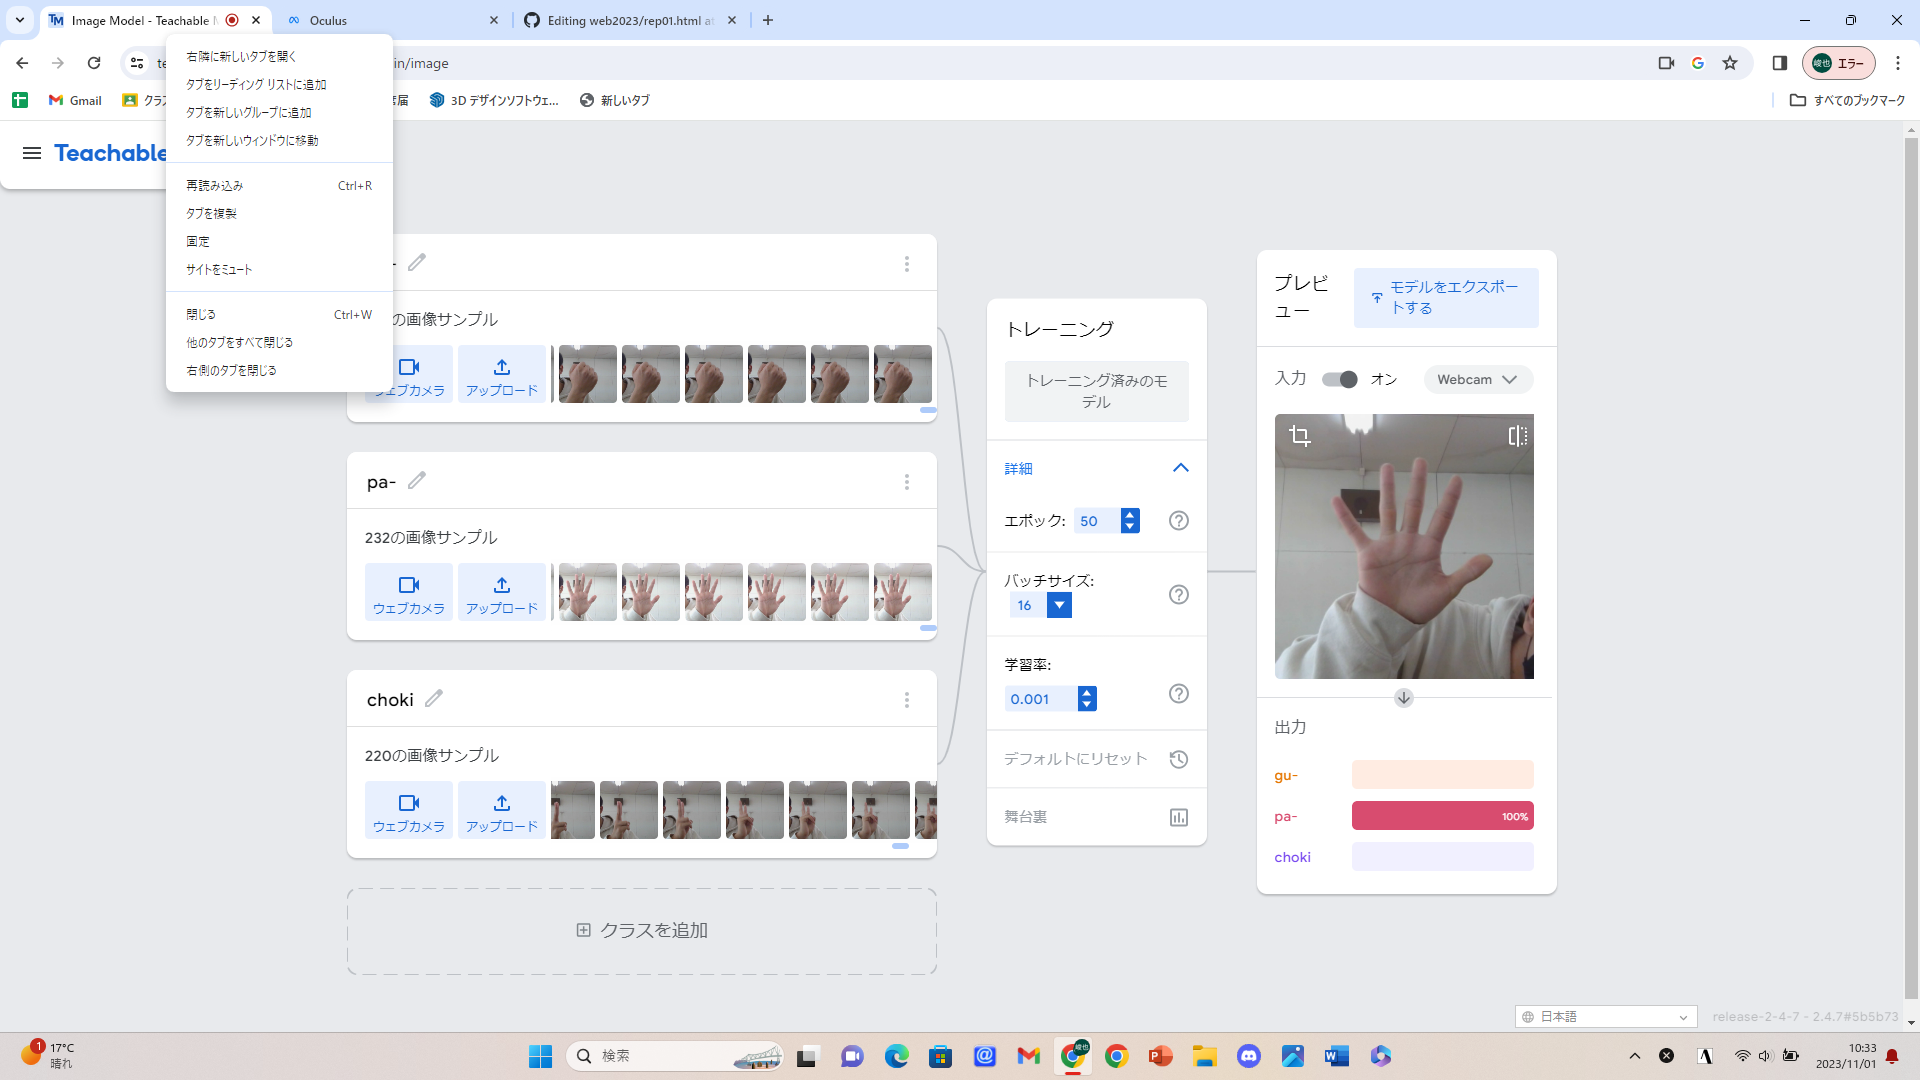 Image Model - Teachable M
Oculus
Editing web2023/rep01.html at
in/image
エラー
Gmail
クラス
3D デザインソフトウェ...
新しいタブ
すべてのブックマーク
右隣に新しいタブを開く
タブをリーディング リストに追加
タブを新しいグループに追加
タブを新しいウィンドウに移動
再読み込み Ctrl+R
タブを複製
固定
サイトをミュート
閉じる Ctrl+W
他のタブをすべて閉じる
右側のタブを閉じる
Teachable
の画像サンプル
ウェブカメラ
アップロード
pa-
232の画像サンプル
ウェブカメラ
アップロード
choki
220の画像サンプル
ウェブカメラ
アップロード
クラスを追加
トレーニング
トレーニング済みのモ
デル
詳細
エポック: 50
バッチサイズ:
16
学習率:
0.001
デフォルトにリセット
舞台裏
プレビ
ュー
モデルをエクスポー
トする
入力 オン Webcam
出力
gu-
pa- 100%
choki
日本語
release-2-4-7 - 2.4.7#5b5b73
1
17°C
晴れ
検索
峻也
10:33
2023/11/01